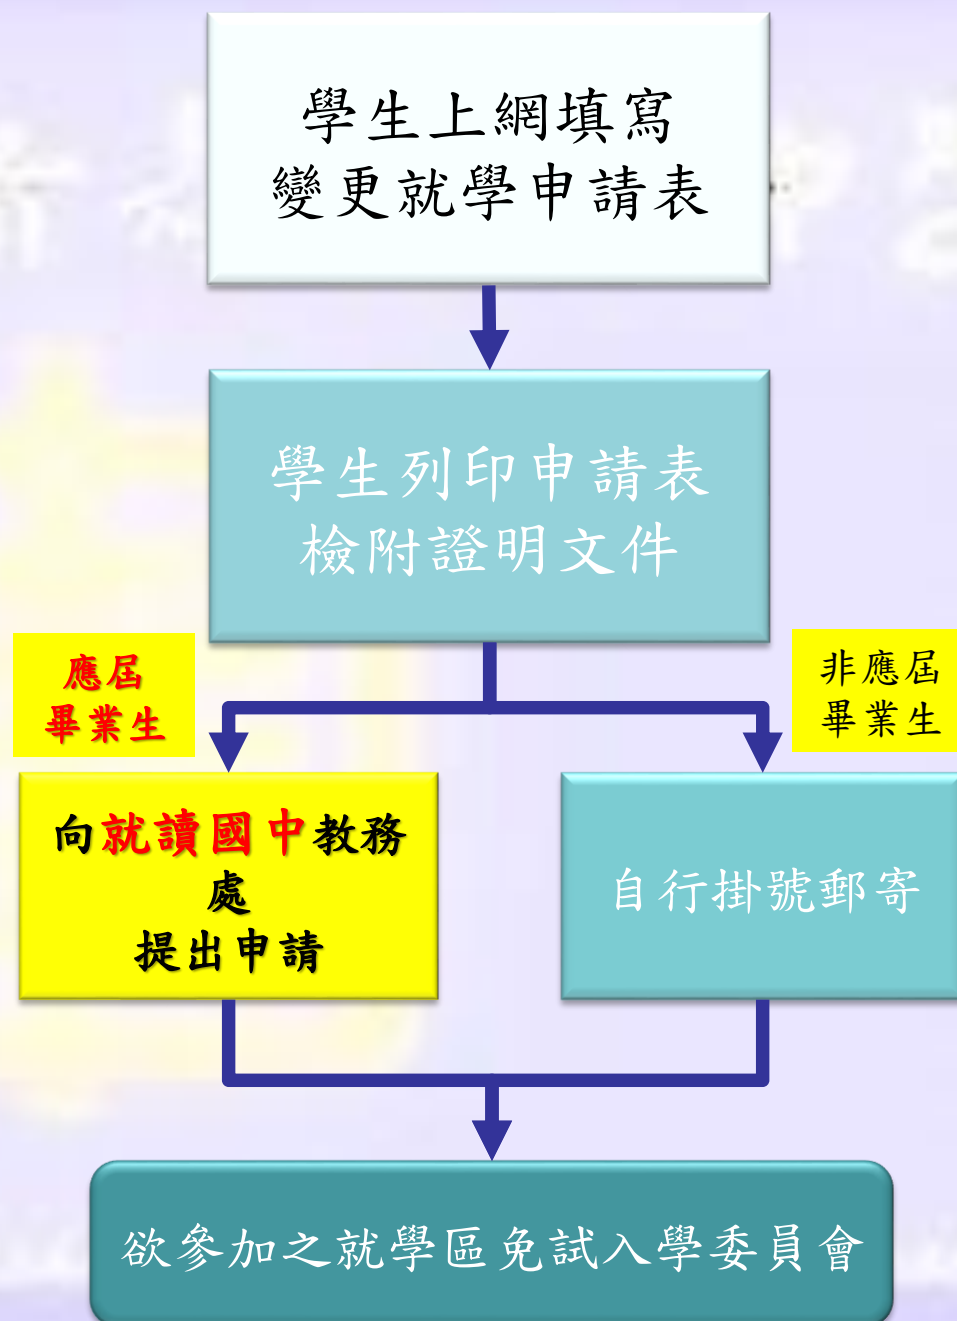 學生上網填寫
變更就學申請表
學生列印申請表
檢附證明文件
應屆
畢業生
非應屆
畢業生
向就讀國中教務
處
提出申請
自行掛號郵寄
欲參加之就學區免試入學委員會